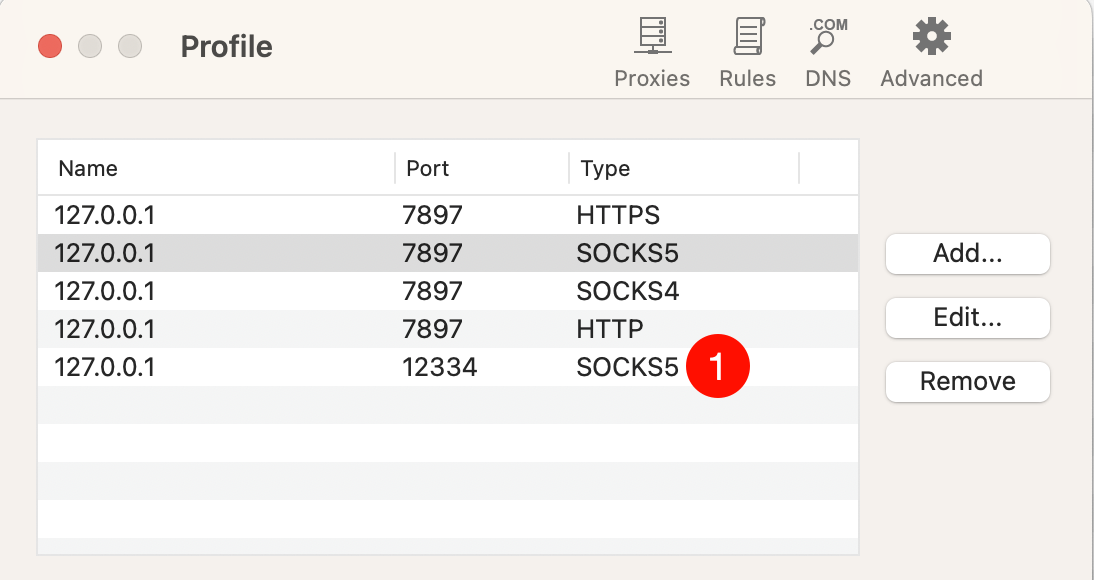 Profile
Proxies Rules DNS Advanced
.COM
Name Port Type
127.0.0.1 7897 HTTPS
127.0.0.1 7897 SOCKS5
127.0.0.1 7897 SOCKS4
127.0.0.1 7897 HTTP
127.0.0.1 12334 SOCKS5 1
Add...
Edit...
Remove